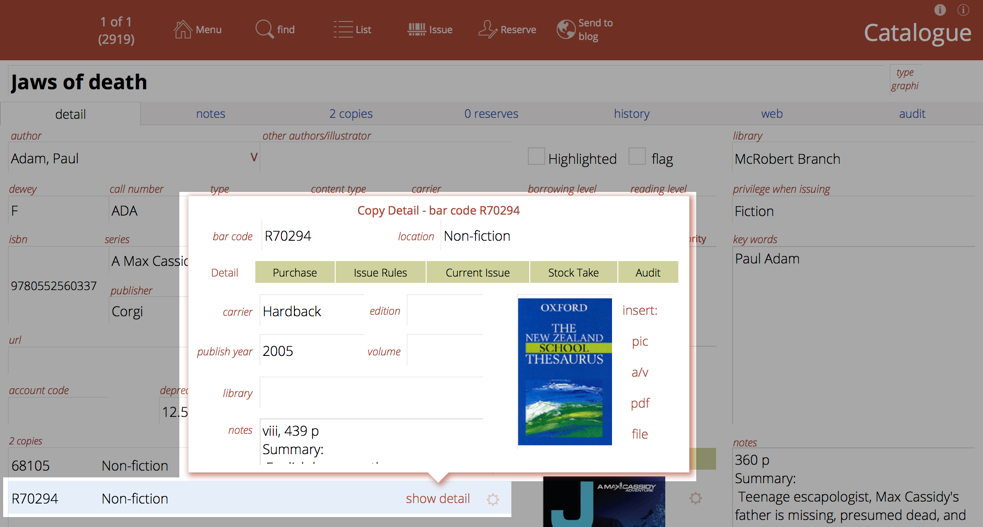 1 of 1
(2919)
Menu
find
List
Issue
Reserve
Send to
blog
Catalogue
Jaws of death
type
graphi
detail
notes
2 copies
0 reserves
history
web
audit
author
other authors/illustrator
library
Adam, Paul
V
Highlighted
flag
McRobert Branch
dewey
call number
type
content type
carrier
borrowing level
reading level
privilege when issuing
F
ADA
Fiction
isbn
series
key words
A Max Cassid
Paul Adam
9780552560337
publisher
Corgi
url
account code
depre
12.5
2 copies
68105
Non-fiction
R70294
Non-fiction
show detail
Copy Detail - bar code R70294
bar code
R70294
location
Non-fiction
Detail
Purchase
Issue Rules
Current Issue
Stock Take
Audit
carrier
Hardback
edition
publish year
2005
volume
library
notes
viii, 439 p
Summary:
OXFORD
THE
NEW ZEALAND
SCHOOL
THESAURUS
insert:
pic
a/v
pdf
file
ority
A MAX CASSIDY
ADVENTURE
J
notes
360 p
Summary:
Teenage escapologist, Max Cassidy's
father is missing, presumed dead, and